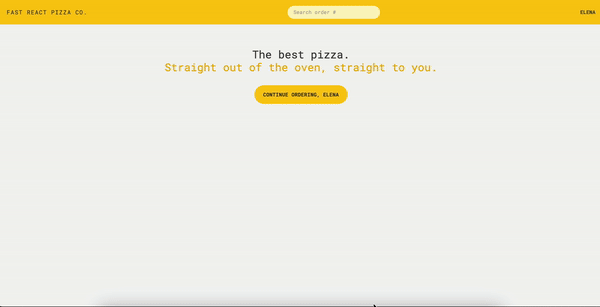 FAST REACT PIZZA CO.
Search order #
ELENA
The best pizza.
Straight out of the oven, straight to you.
CONTINUE ORDERING, ELENA